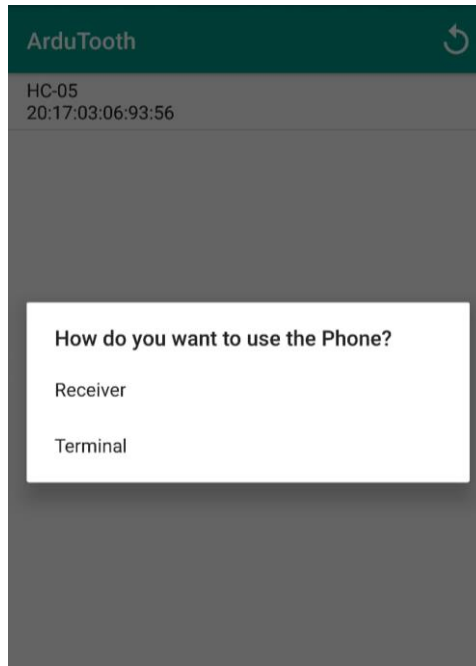 ArduTooth
HC-05
20:17:03:06:93:56
How do you want to use the Phone?
Receiver
Terminal